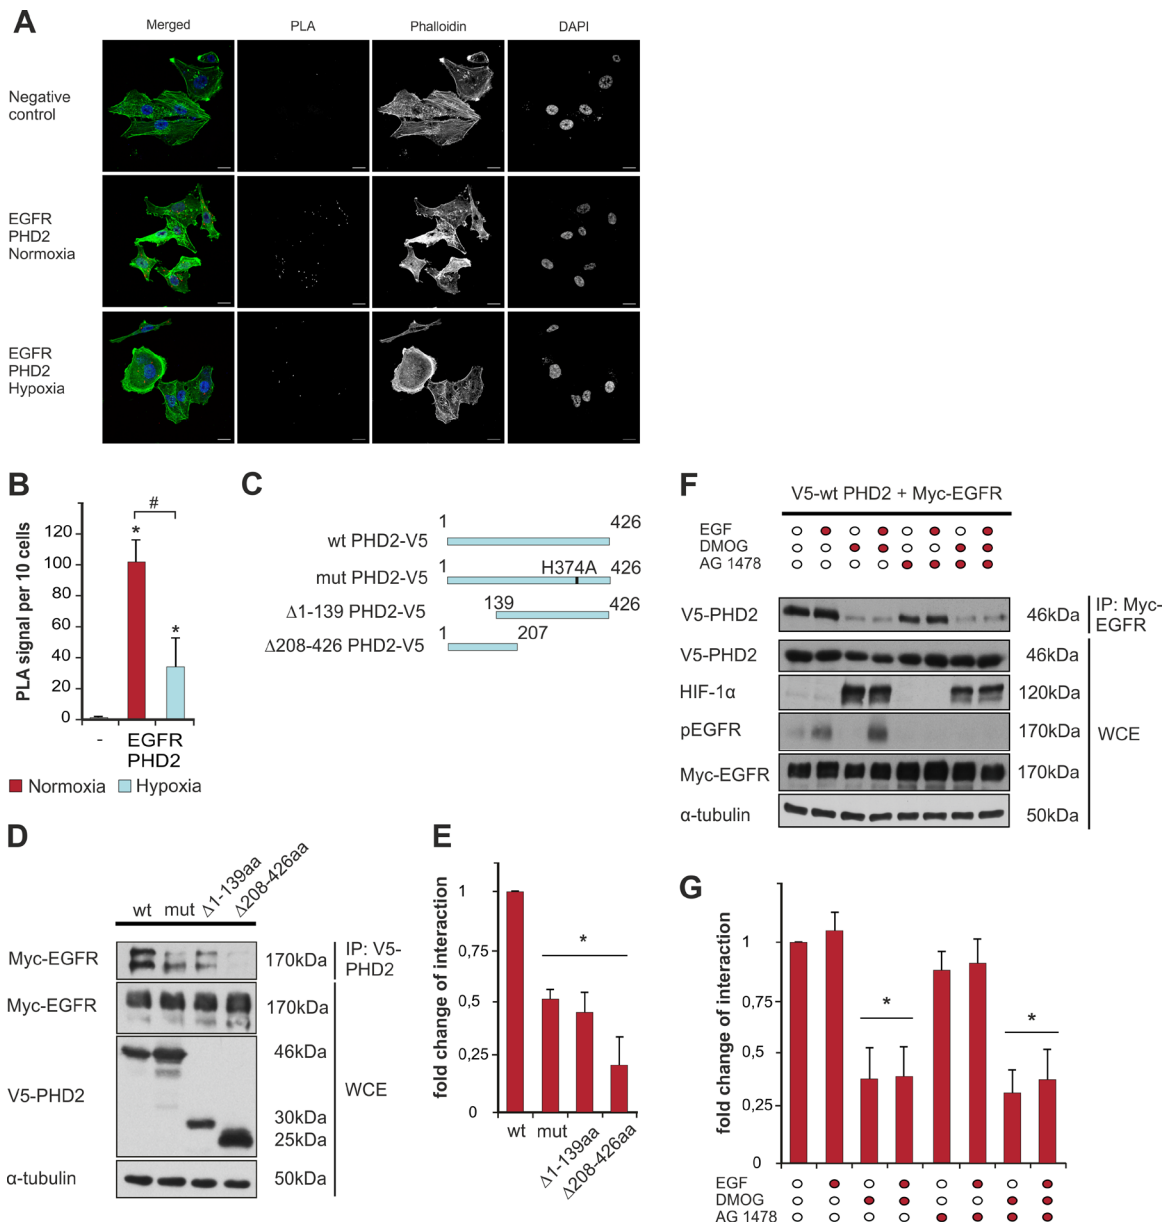 A
Merged PLA Phalloidin DAPI
Negative
control
EGFR
PHD2
Normoxia
EGFR
PHD2
Hypoxia
B
PLA signal per 10 cells
120
100
80
60
40
20
0
#
*
*
- EGFR
PHD2
Normoxia Hypoxia
C
wt PHD2-V5 1 426
mut PHD2-V5 1 H374A 426
Δ1-139 PHD2-V5 139 426
Δ208-426 PHD2-V5 1 207
D
wt mut Δ1-139aa Δ208-426aa
Myc-EGFR 170kDa IP: V5-
PHD2
Myc-EGFR 170kDa
V5-PHD2 46kDa
30kDa
25kDa
WCE
α-tubulin 50kDa
E
fold change of interaction
1
0,5
0,25
0
*
wt mut Δ1-139aa Δ208-426aa
F
V5-wt PHD2 + Myc-EGFR
EGF
DMOG
AG 1478
V5-PHD2 46kDa IP: Myc-
EGFR
V5-PHD2 46kDa
HIF-1α 120kDa
pEGFR 170kDa WCE
Myc-EGFR 170kDa
α-tubulin 50kDa
G
fold change of interaction
1
0,75
0,5
0,25
0
*
*
EGF
DMOG
AG 1478